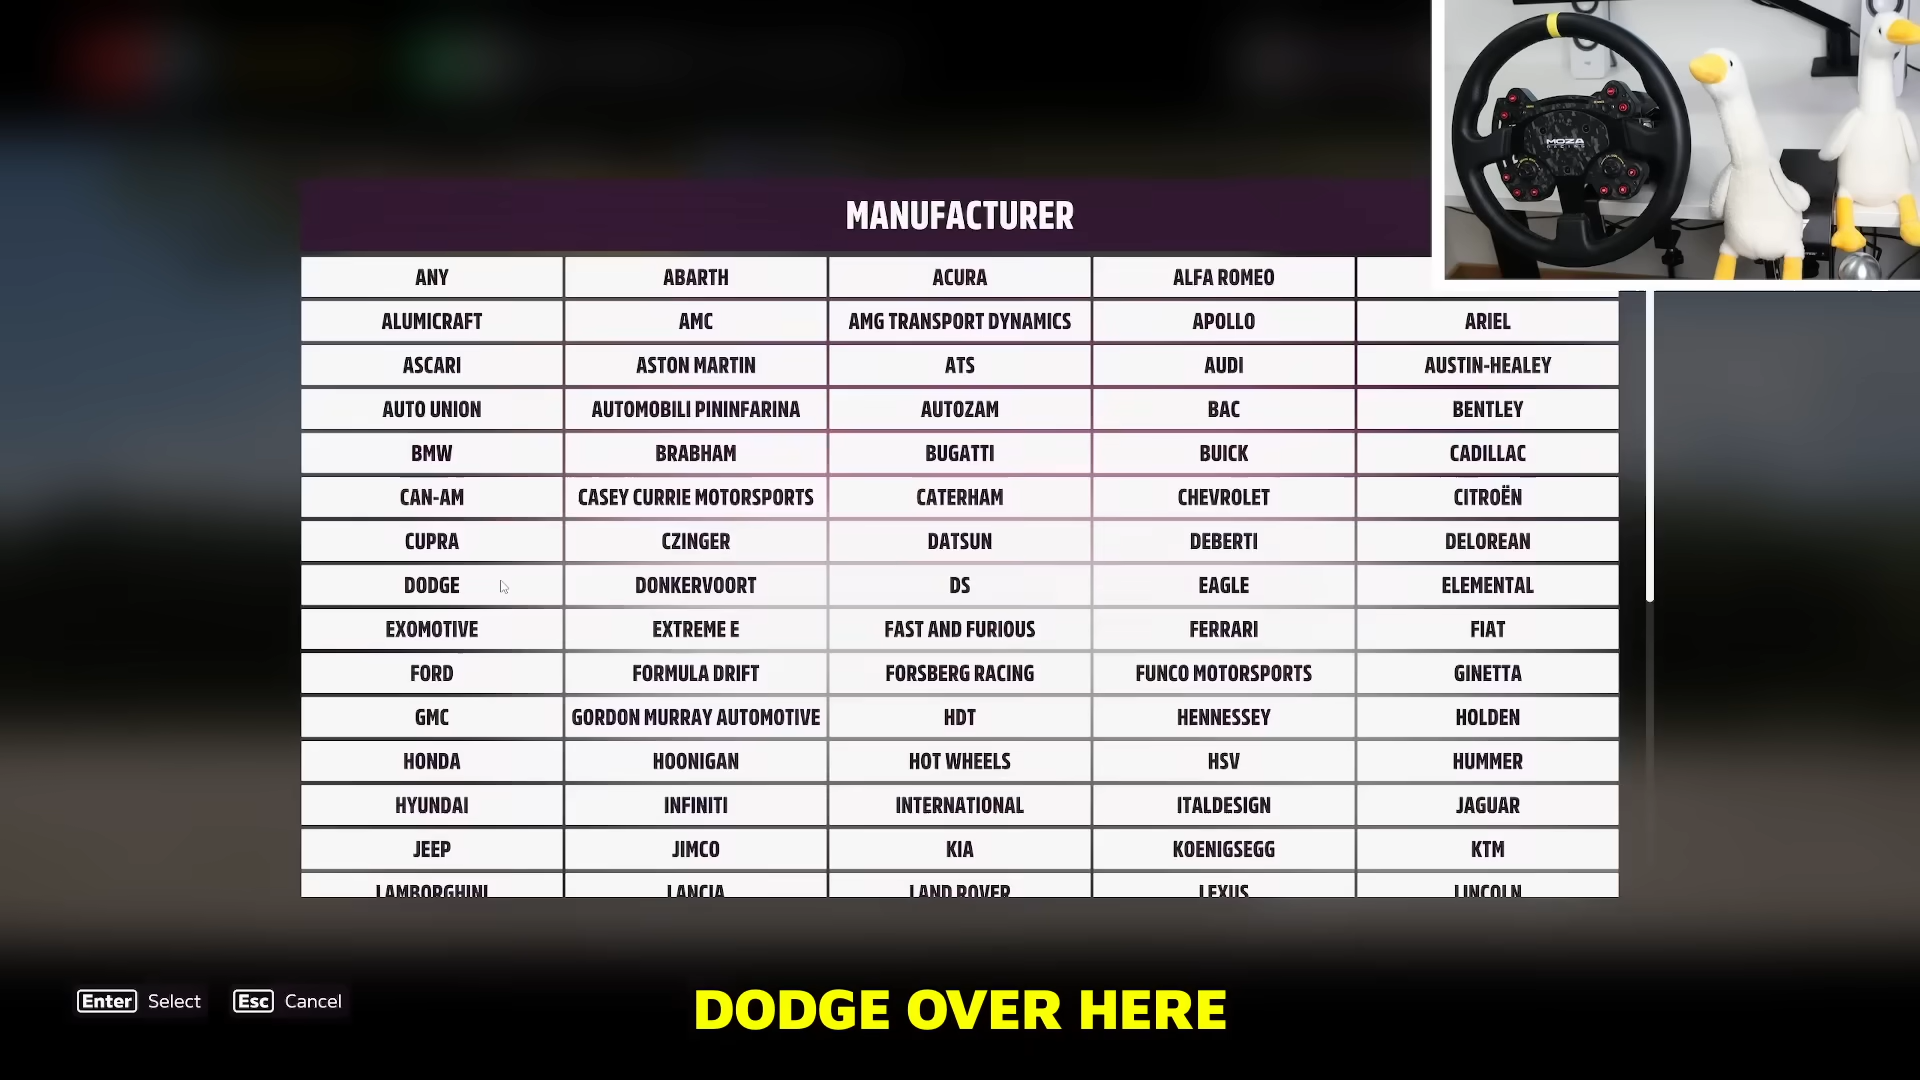 MOZA
RACING
MANUFACTURER
ANY ABARTH ACURA ALFA ROMEO
ALUMICRAFT AMC AMG TRANSPORT DYNAMICS APOLLO ARIEL
ASCARI ASTON MARTIN ATS AUDI AUSTIN-HEALEY
AUTO UNION AUTOMOBILI PININFARINA AUTOZAM BAC BENTLEY
BMW BRABHAM BUGATTI BUICK CADILLAC
CAN-AM CASEY CURRIE MOTORSPORTS CATERHAM CHEVROLET CITROËN
CUPRA CZINGER DATSUN DEBERTI DELOREAN
DODGE DONKERVOORT DS EAGLE ELEMENTAL
EXOMOTIVE EXTREME E FAST AND FURIOUS FERRARI FIAT
FORD FORMULA DRIFT FORSBERG RACING FUNCO MOTORSPORTS GINETTA
GMC GORDON MURRAY AUTOMOTIVE HDT HENNESSEY HOLDEN
HONDA HOONIGAN HOT WHEELS HSV HUMMER
HYUNDAI INFINITI INTERNATIONAL ITALDESIGN JAGUAR
JEEP JIMCO KIA KOENIGSEGG KTM
LAMBORGHINI LANCIA LAND ROVER LEXUS LINCOLN
Enter Select Esc Cancel
DODGE OVER HERE